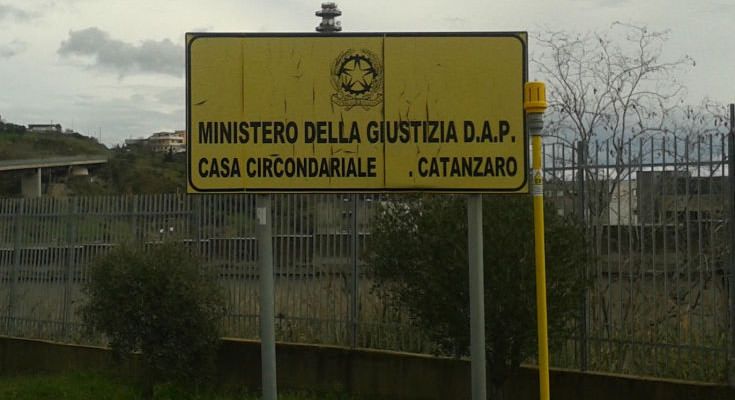 MINISTERO DELLA GIUSTIZIA D.A.P.
CASA CIRCONDARIALE . CATANZARO